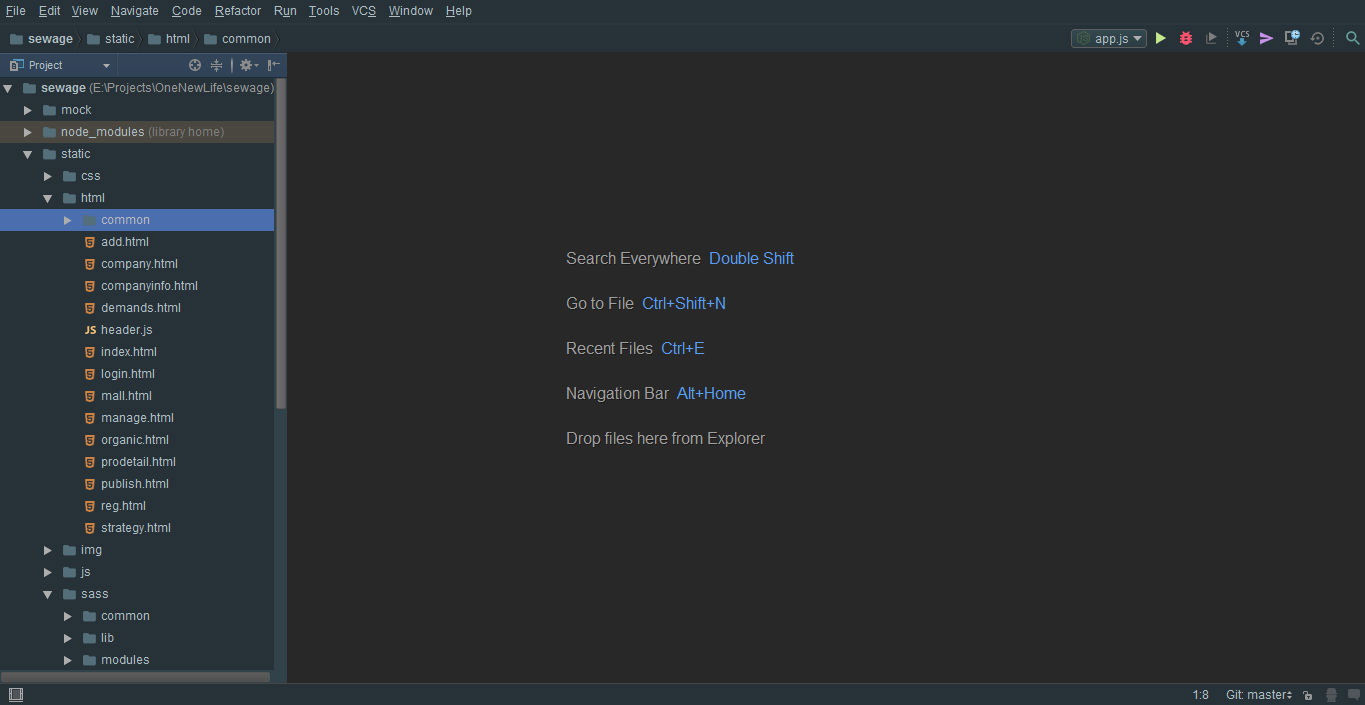 File Edit View Navigate Code Refactor Run Tools VCS Window Help
sewage static html common app.js VCS
Project
sewage (E:\Projects\OneNewLife\sewage)
mock
node_modules (library home)
static
css
html
common
add.html
company.html
companyinfo.html
demands.html
JS header.js
index.html
login.html
mall.html
manage.html
organic.html
prodetail.html
publish.html
reg.html
strategy.html
img
js
sass
common
lib
modules
Search Everywhere Double Shift
Go to File Ctrl+Shift+N
Recent Files Ctrl+E
Navigation Bar Alt+Home
Drop files here from Explorer
1:8 Git: master